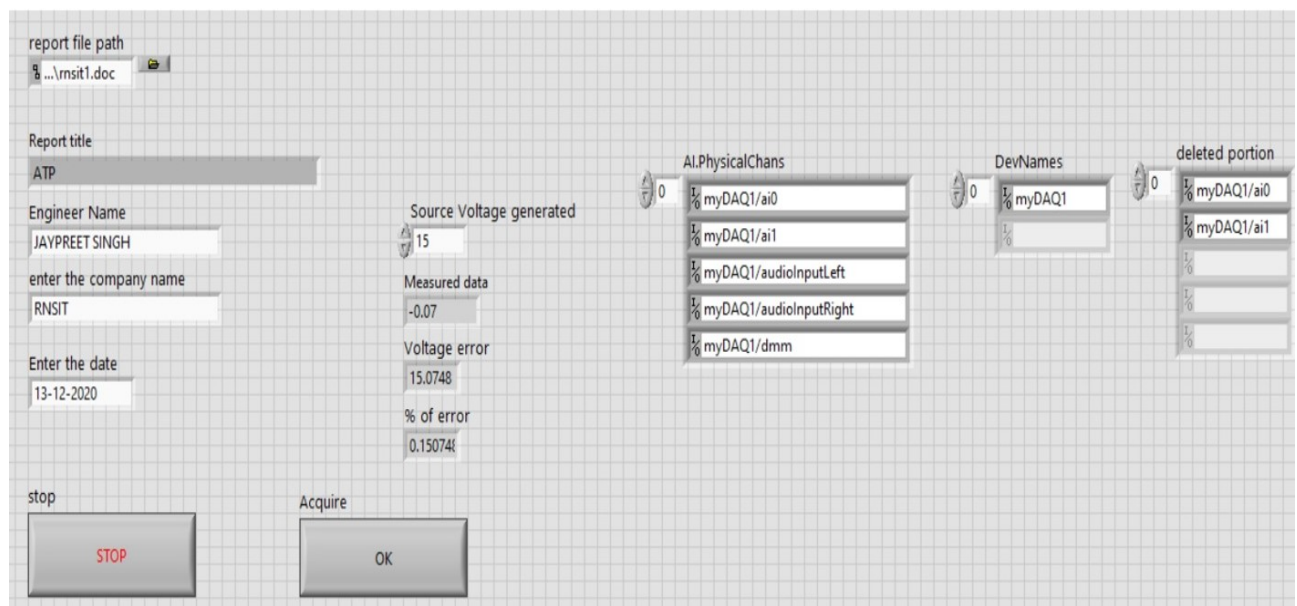 report file path
...\rnsit1.doc
Report title
ATP
Engineer Name
JAYPREET SINGH
enter the company name
RNSIT
Enter the date
13-12-2020
Source Voltage generated
15
Measured data
-0.07
Voltage error
15.0748
% of error
0.150748
AI.PhysicalChans
0
myDAQ1/ai0
myDAQ1/ai1
myDAQ1/audioInputLeft
myDAQ1/audioInputRight
myDAQ1/dmm
DevNames
0
myDAQ1
deleted portion
0
myDAQ1/ai0
myDAQ1/ai1
stop
STOP
Acquire
OK